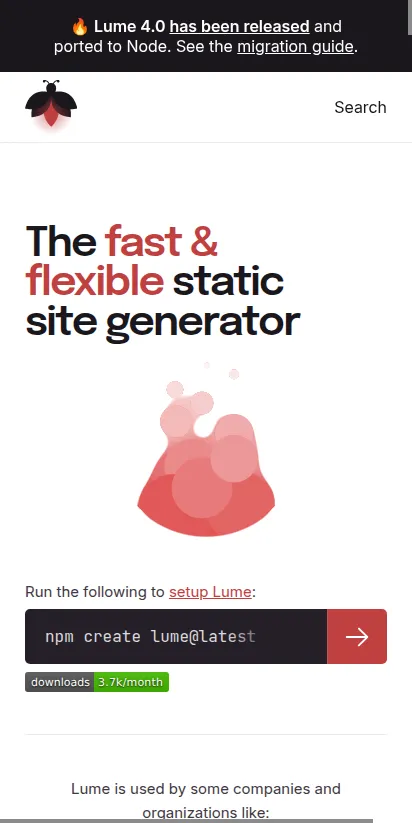 🔥 Lume 4.0 has been released and
ported to Node. See the migration guide.
Search
The fast &
flexible static
site generator
Run the following to setup Lume:
npm create lume@latest
downloads 3.7k/month
Lume is used by some companies and
organizations like: